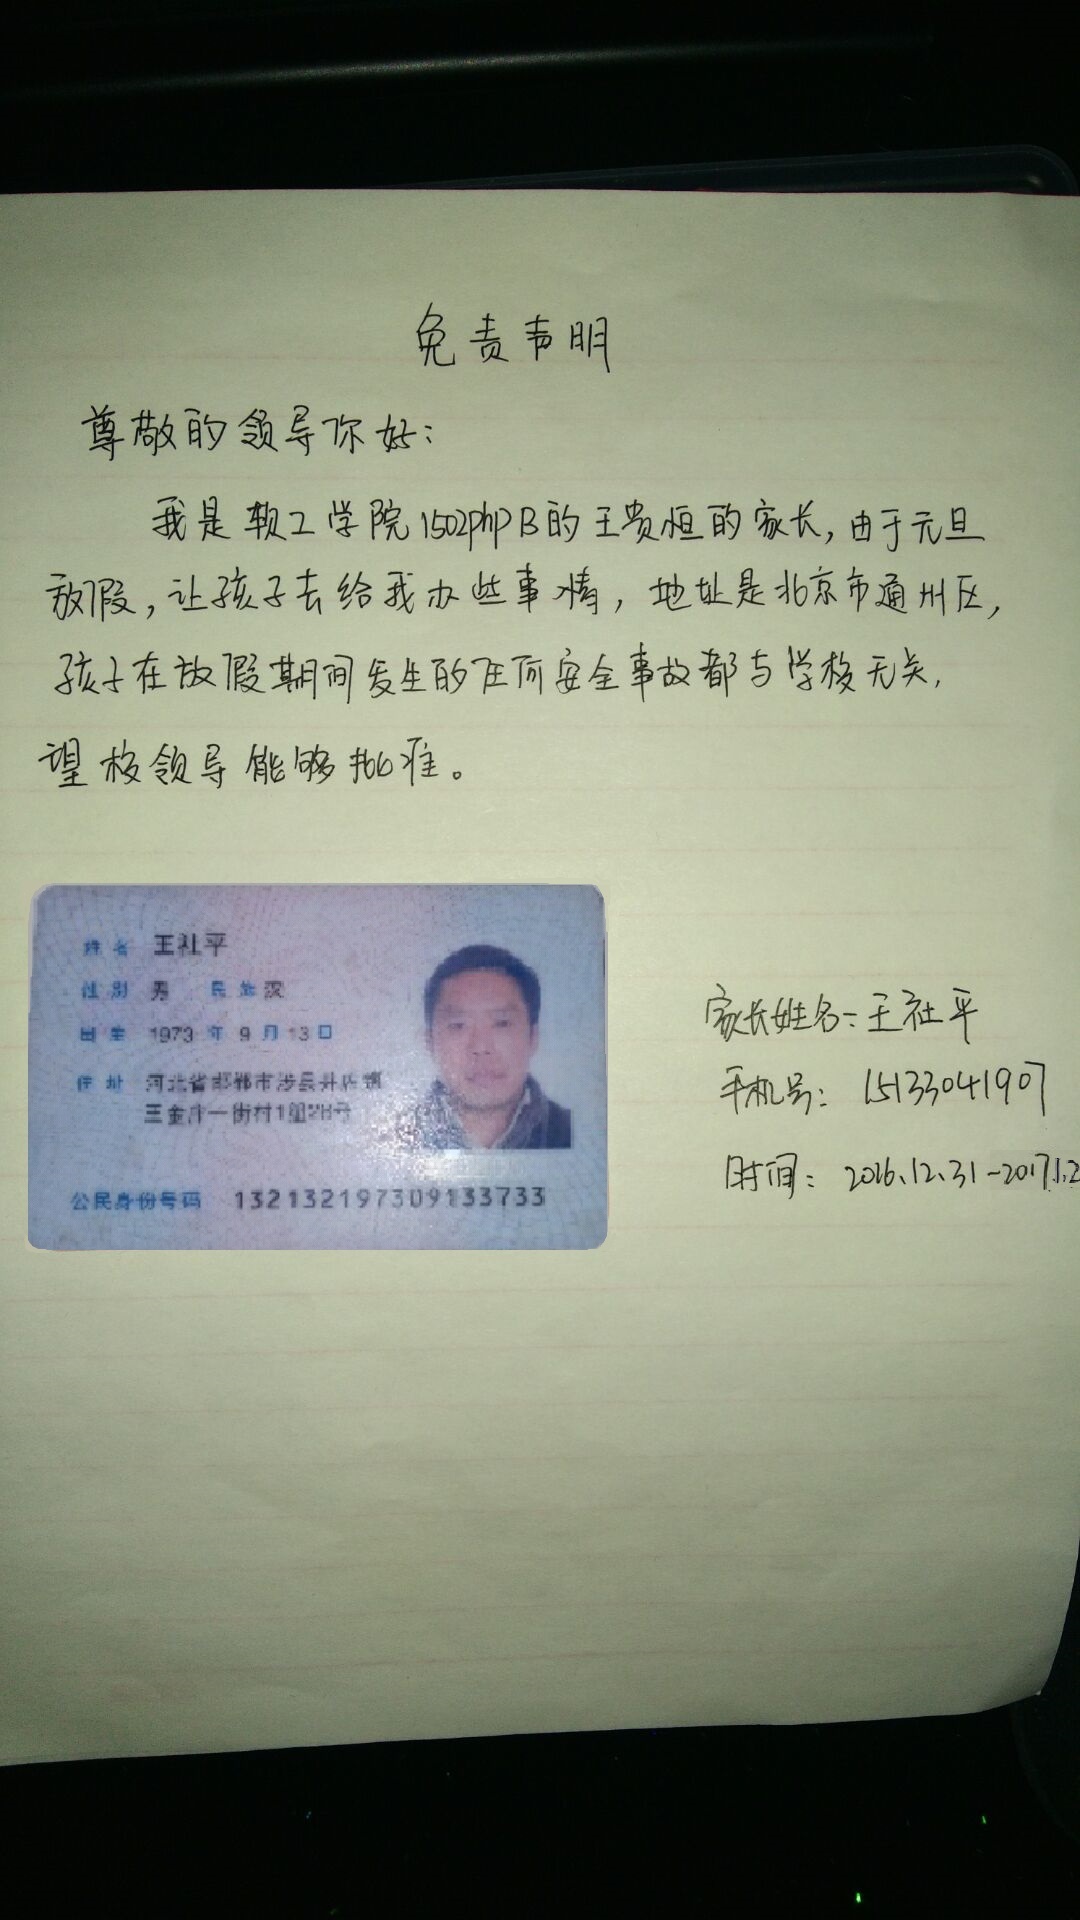 免责声明
尊敬的领导你好：
我是软工学院1502phpB的王贵恒的家长，由于元旦
放假，让孩子去给我办些事情，地址是北京市通州区，
孩子在放假期间发生的任何安全事故都与学校无关，
望校领导能够批准。
姓名 王社平
性别 男 民族 汉
出生 1973 年 9 月 13 日
住址 河北省邯郸市涉县井店镇
三金庄一街村1里28号
公民身份号码 132132197309133733
家长姓名：王社平
手机号：15133041907
时间：2016.12.31-2017.1.2